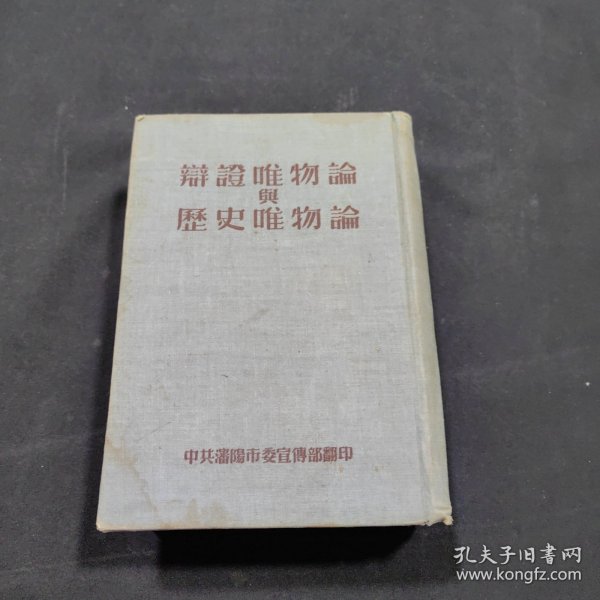 辯證唯物論
與
歷史唯物論
中共瀋陽市委宣傳部翻印
孔夫子旧书网
www.kongfz.com